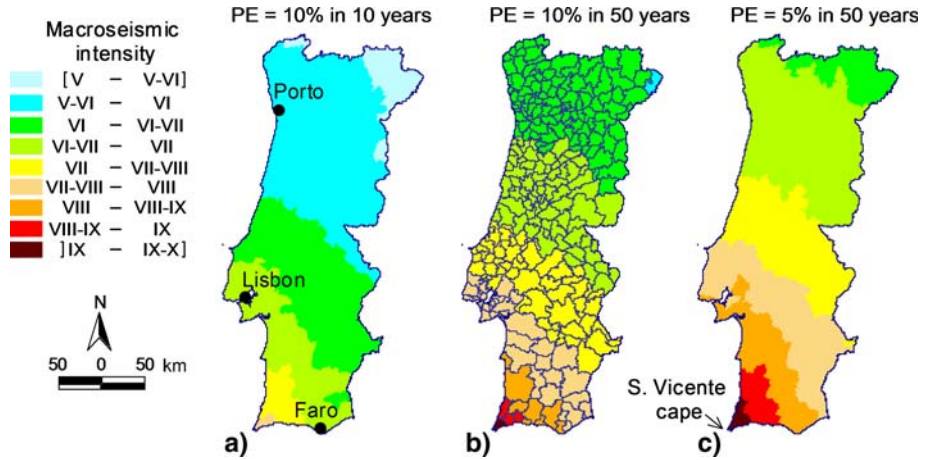 PE = 10% in 10 years
PE = 10% in 50 years
PE = 5% in 50 years
Macroseismic
intensity
[V – V-VI]
V-VI – VI
VI – VI-VII
VI-VII – VII
VII – VII-VIII
VII-VIII – VIII
VIII – VIII-IX
VIII-IX – IX
]IX – IX-X]
N
50 0 50 km
Porto
Lisbon
Faro
S. Vicente
cape
a)
b)
c)